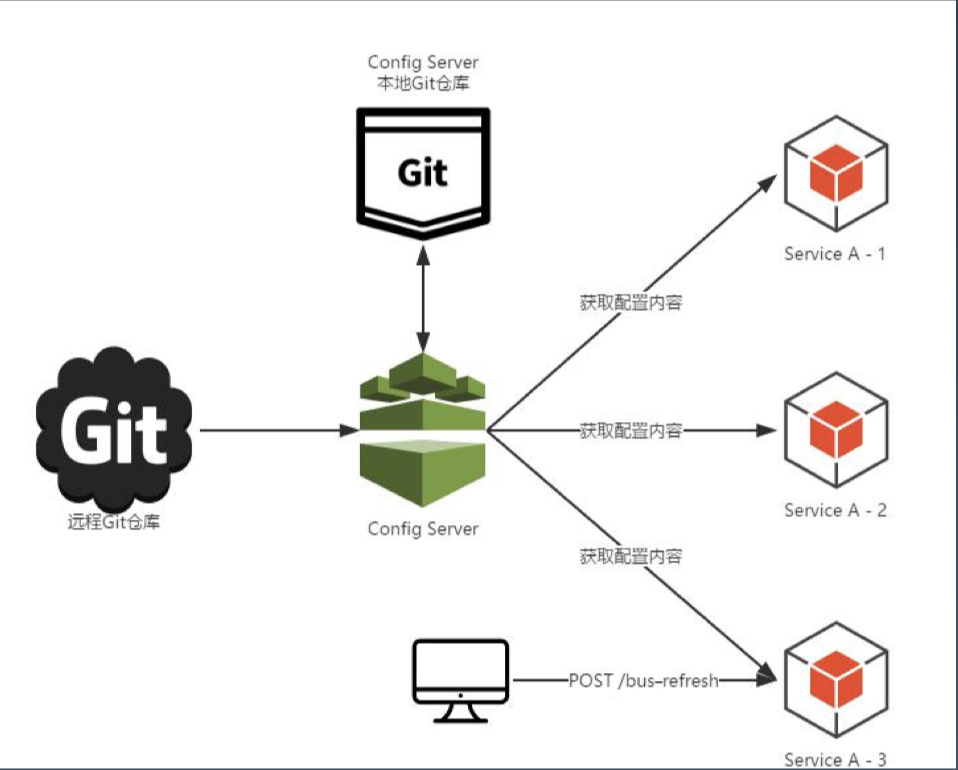 Config Server
本地Git仓库
Git
Service A - 1
获取配置内容
Git
远程Git仓库
获取配置内容
Config Server
Service A - 2
获取配置内容
POST /bus-refresh
Service A - 3